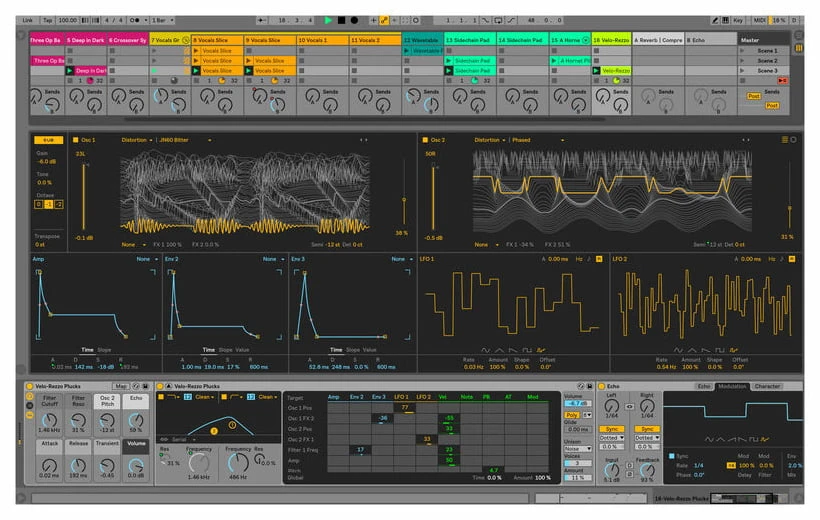 Link Tap 100.00 4 / 4 1 Bar 18. 3. 4 1. 1. 1 48. 0. 0 Key MIDI 18 % D
Three Op Ba 5 Deep in Dark 6 Crossover Sy 7 Vocals Gr 8 Vocals Slice 9 Vocals Slice 10 Vocals 1 11 Vocals 2 12 Wavetable 13 Sidechain Pad 14 Sidechain Pad 15 A Horne 18 Velo-Rezzo A Reverb | Compre B Echo Master
Vocals Slice Wavetable Scene 1
Three Op Ba Vocals Slice Vocals Slice Sidechain Pad Scene 2
Deep in Dark Vocals Slice Vocals Slice Sidechain Pad Velo-Rezzo Scene 3
1 32 1 32 1 32 1 32 1 32
Sends Sends Sends Sends Sends Sends Sends Sends Sends Sends Sends Sends Sends Sends Sends
Post
Post
SUB Osc 1 Distortion JN60 Bitter Osc 2 Distortion Phased
Gain 23L 50R
-6.0 dB
Tone
0.0 %
Octave
0 -1 -2
38 % 31 %
Transpose -0.1 dB -0.5 dB
0 st None FX 1 100 % FX 2 0.0 % Semi -12 st Det 0 ct None FX 1 -34 % FX 2 51 % Semi -12 st Det 0 ct
Amp None Env 2 None Env 3 None LFO 1 A 0.00 ms Hz R LFO 2 A 0.00 ms Hz R
Time Slope Time Slope Value Time Slope Value
A D S R A D S R A D S R Rate Amount Shape Offset Rate Amount Shape Offset
0.02 ms 142 ms -18 dB 192 ms 1.00 ms 18.0 ms 17 % 600 ms 52.8 ms 248 ms 0.0 % 600 ms 0.03 Hz 100 % 0.0 % 0.0° 0.54 Hz 100 % 0.0 % 0.0°
Velo-Rezzo Plucks Map Velo-Rezzo Plucks Echo
Filter Cutoff Filter Reso Osc 2 Pitch Echo
1.46 kHz 31 % -12 st 59 %
Attack Release Transient Volume
0.02 ms 192 ms -0.45 0.0 dB
12 Clean 12 Clean
Serial
Res Frequency Frequency Res
31 % 1.46 kHz 466 Hz 0.0 %
Target Amp Env 2 Env 3 LFO 1 LFO 2 Vel Note PB AT Mod
Osc 1 Pos 77
Osc 1 FX 2 -36 -55
Osc 2 Pos 33
Osc 2 FX 1 33
Filter 1 Freq 17 23
Amp 50
Pitch 4.7
Global Time 0.0 % Amount 100 %
Volume
Poly 8
Glide
0.00 ms
Unison
Noise
Voices
3
Amount
11 %
Left Right
1/64 1/64
Sync Sync
Dotted Dotted
0.0 % 0.0 %
Input Feedback
5.1 dB 93 %
Echo Modulation Character
Sync Mod Mod Env
Rate 1/4 4x 100 % 0.0 % 2.0
Phase 0.0° Delay Filter Mix
18-Velo-Rezzo Plucks